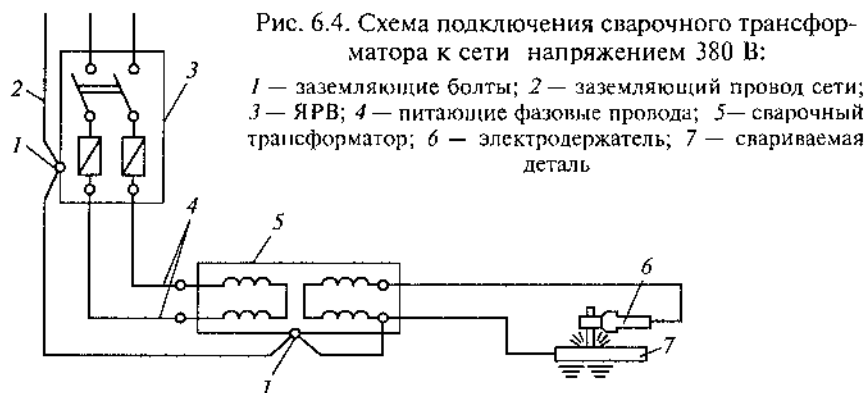 Рис. 6.4. Схема подключения сварочного трансфор-
матора к сети напряжением 380 В:
1 — заземляющие болты; 2 — заземляющий провод сети;
3 — ЯРВ; 4 — питающие фазовые провода; 5— сварочный
трансформатор; 6 — электродержатель; 7 — свариваемая
деталь
3
2
1
4
5
6
7
1